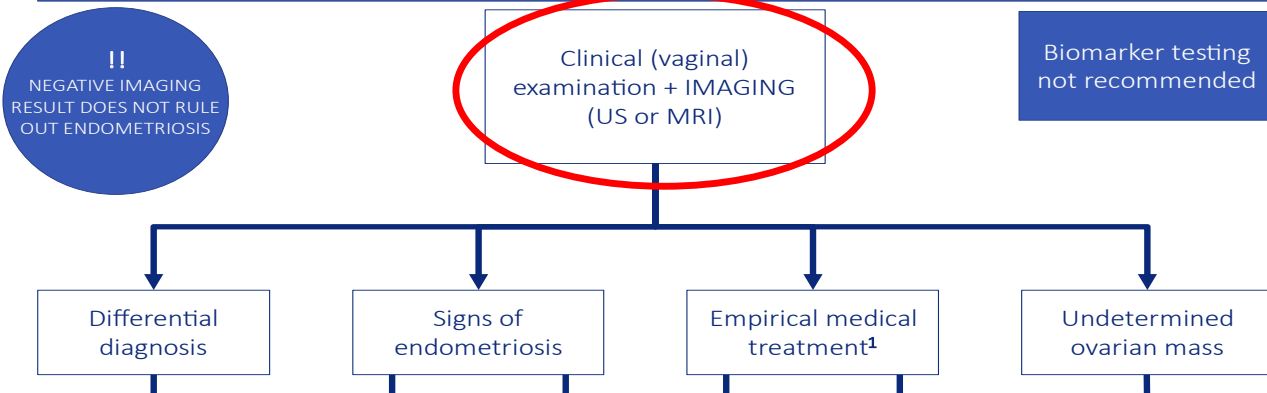 !!
NEGATIVE IMAGING
RESULT DOES NOT RULE
OUT ENDOMETRIOSIS
Clinical (vaginal)
examination + IMAGING
(US or MRI)
Biomarker testing
not recommended
Differential
diagnosis
Signs of
endometriosis
Empirical medical
treatment¹
Undetermined
ovarian mass